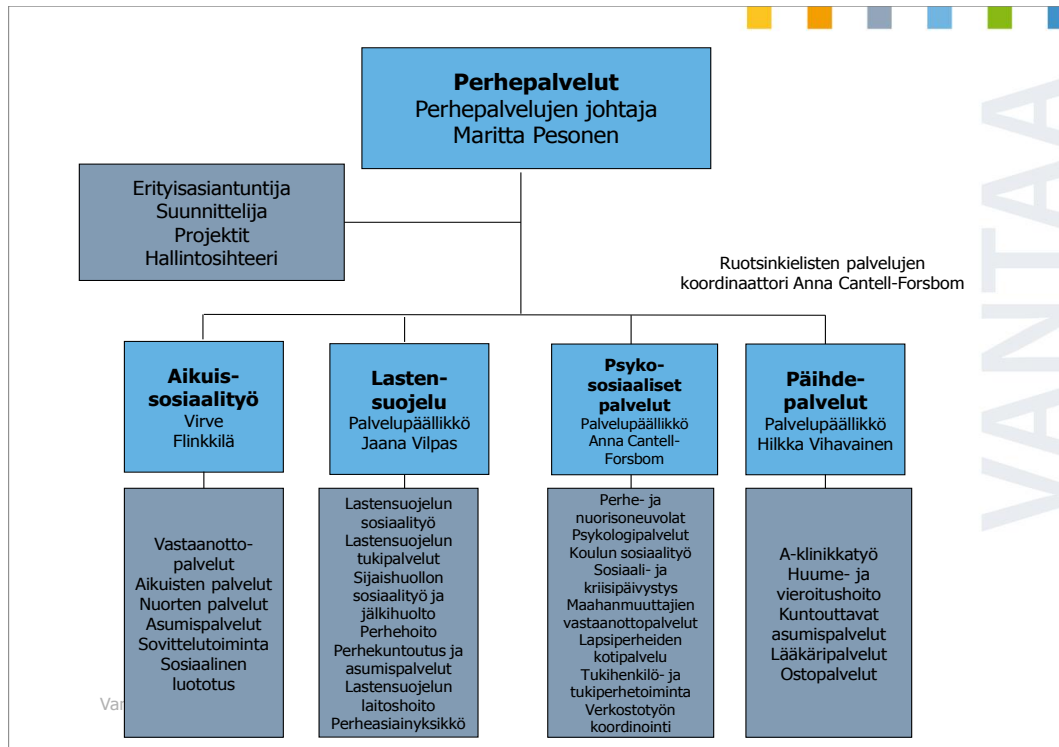 Perhepalvelut
Perhepalvelujen johtaja
Maritta Pesonen
Erityisasiantuntija
Suunnittelija
Projektit
Hallintosihteeri
Ruotsinkielisten palvelujen
koordinaattori Anna Cantell-Forsbom
Aikuis-
sosiaalityö
Virve
Flinkkilä
Lasten-
suojelu
Palvelupäällikkö
Jaana Vilpas
Psyko-
sosiaaliset
palvelut
Palvelupäällikkö
Anna Cantell-
Forsbom
Päihde-
palvelut
Palvelupäällikkö
Hilkka Vihavainen
Vastaanotto-
palvelut
Aikuisten palvelut
Nuorten palvelut
Asumispalvelut
Sovittelutoiminta
Sosiaalinen
luototus
Lastensuojelun
sosiaalityö
Lastensuojelun
tukipalvelut
Sijaishuollon
sosiaalityö ja
jälkihuolto
Perhehoito
Perhekuntoutus ja
asumispalvelut
Lastensuojelun
laitoshoito
Perheasiainyksikkö
Perhe- ja
nuorisoneuvolat
Psykologipalvelut
Koulun sosiaalityö
Sosiaali- ja
kriisipäivystys
Maahanmuuttajien
vastaanottopalvelut
Lapsiperheiden
kotipalvelu
Tukihenkilö- ja
tukiperhetoiminta
Verkostotyön
koordinointi
A-klinikkatyö
Huume- ja
vieroitushoito
Kuntouttavat
asumispalvelut
Lääkäripalvelut
Ostopalvelut
VANTAA